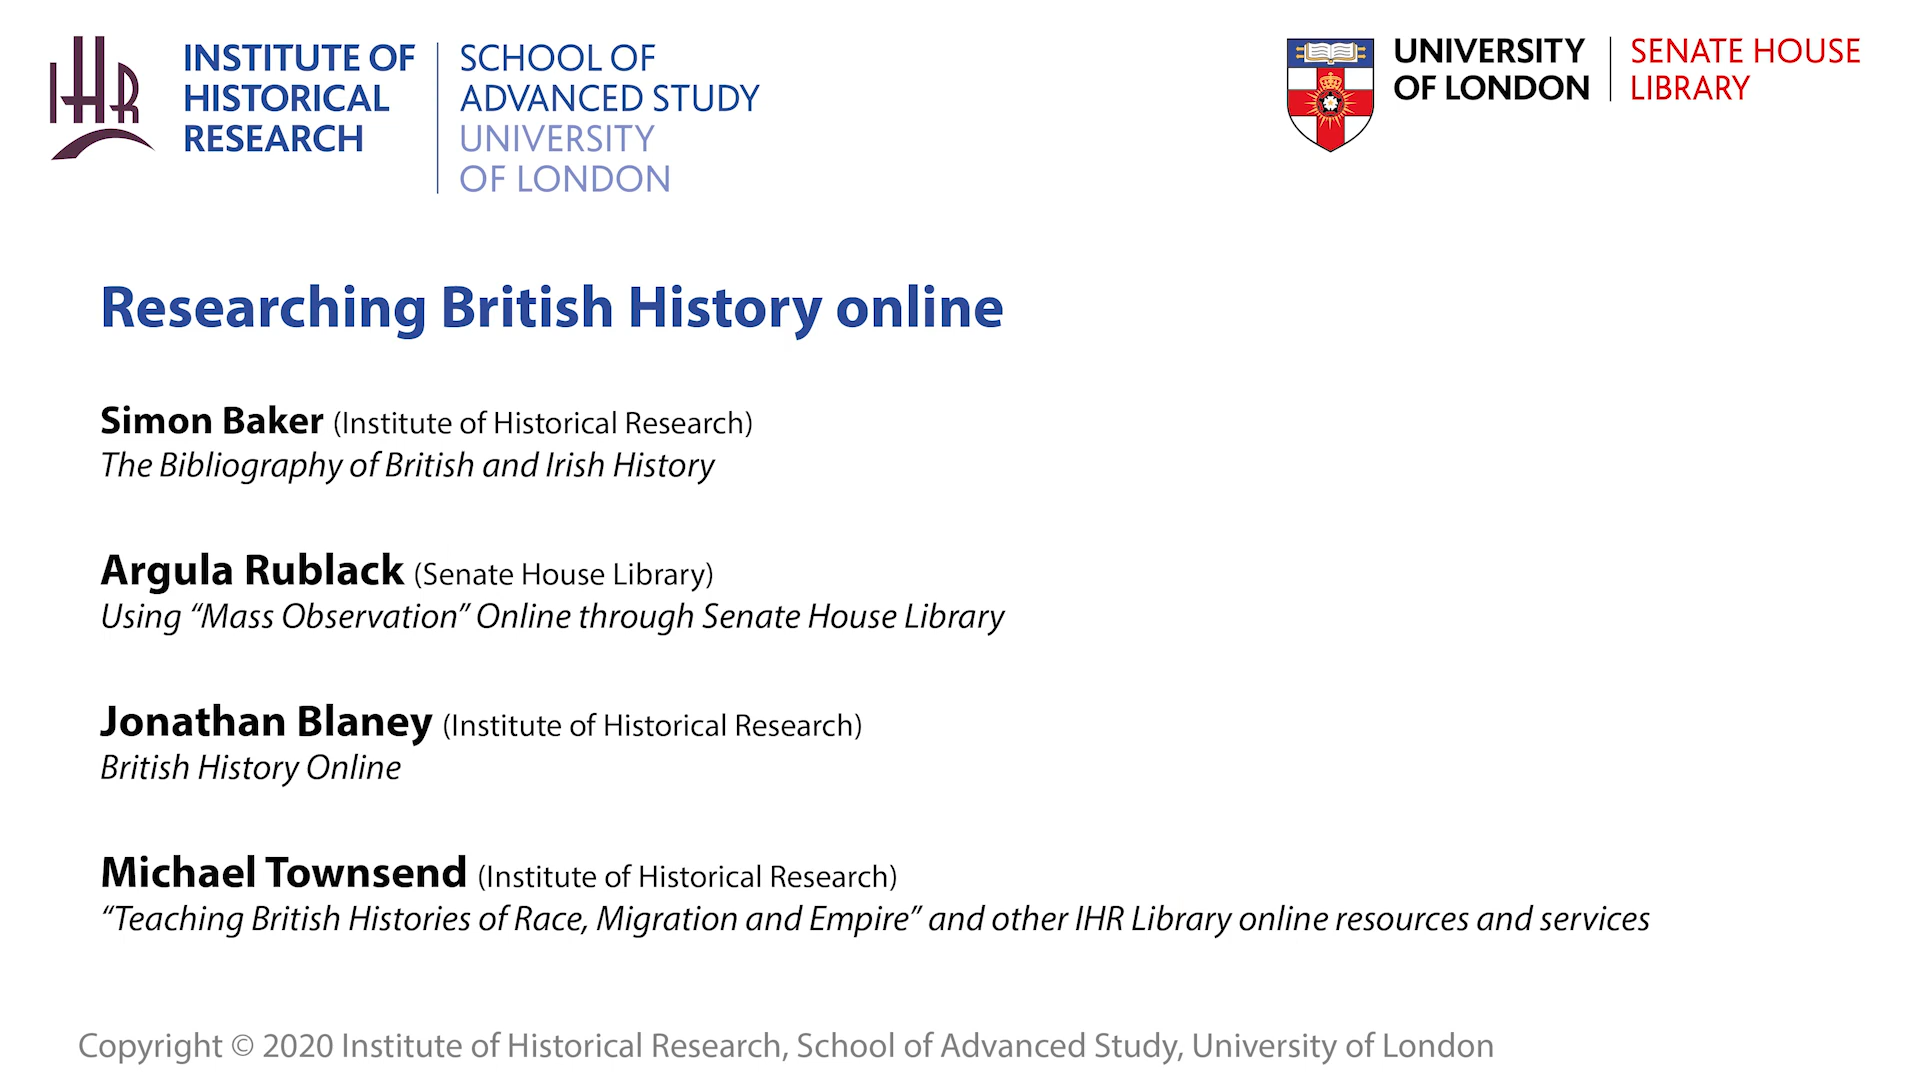 IHR
INSTITUTE OF
HISTORICAL
RESEARCH
SCHOOL OF
ADVANCED STUDY
UNIVERSITY
OF LONDON
UNIVERSITY
OF LONDON
SENATE HOUSE
LIBRARY
Researching British History online
Simon Baker (Institute of Historical Research)
The Bibliography of British and Irish History
Argula Rublack (Senate House Library)
Using “Mass Observation” Online through Senate House Library
Jonathan Blaney (Institute of Historical Research)
British History Online
Michael Townsend (Institute of Historical Research)
“Teaching British Histories of Race, Migration and Empire” and other IHR Library online resources and services
Copyright © 2020 Institute of Historical Research, School of Advanced Study, University of London